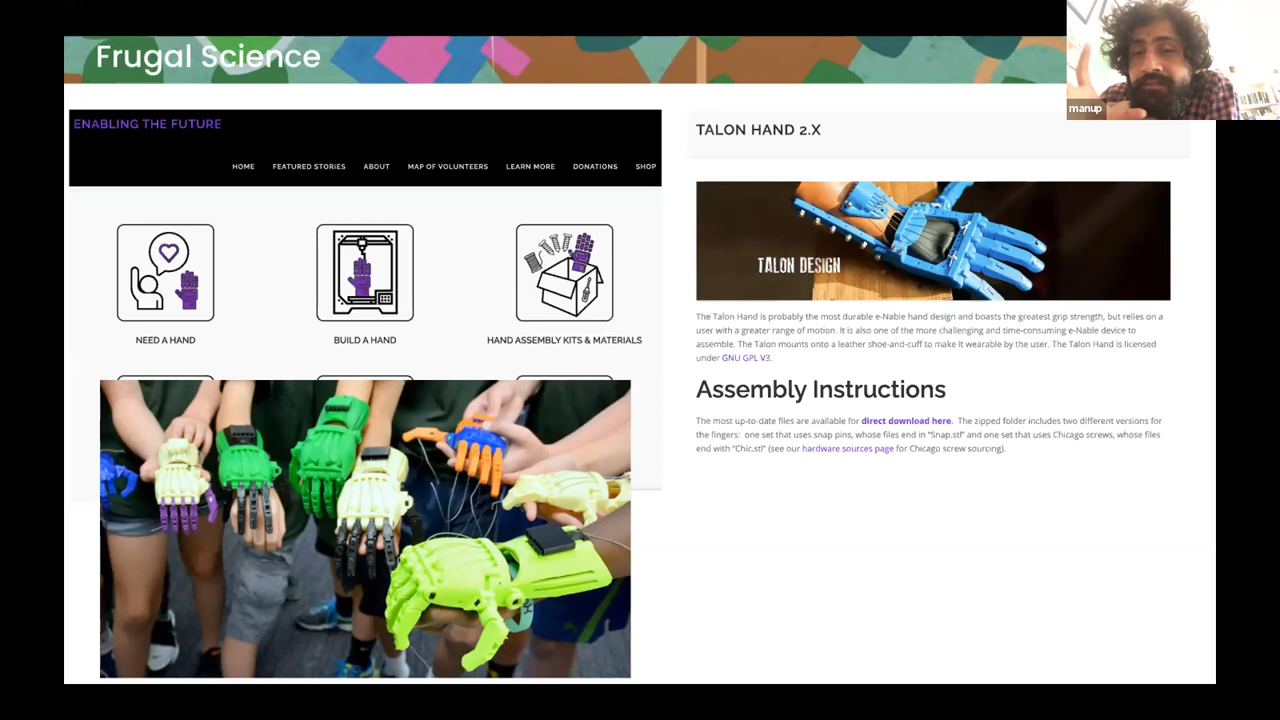 Frugal Science
manup
ENABLING THE FUTURE
HOME FEATURED STORIES ABOUT MAP OF VOLUNTEERS LEARN MORE DONATIONS SHOP
NEED A HAND
BUILD A HAND
HAND ASSEMBLY KITS & MATERIALS
TALON HAND 2.X
TALON DESIGN
The Talon Hand is probably the most durable e-Nable hand design and boasts the greatest grip strength, but relies on a
user with a greater range of motion. It is also one of the more challenging and time-consuming e-Nable device to
assemble. The Talon mounts onto a leather shoe-and-cuff to make it wearable by the user. The Talon Hand is licensed
under GNU GPL V3.
Assembly Instructions
The most up-to-date files are available for direct download here. The zipped folder includes two different versions for
the fingers: one set that uses snap pins, whose files end in "Snap.stl" and one set that uses Chicago screws, whose files
end with "Chic.stl" (see our hardware sources page for Chicago screw sourcing).